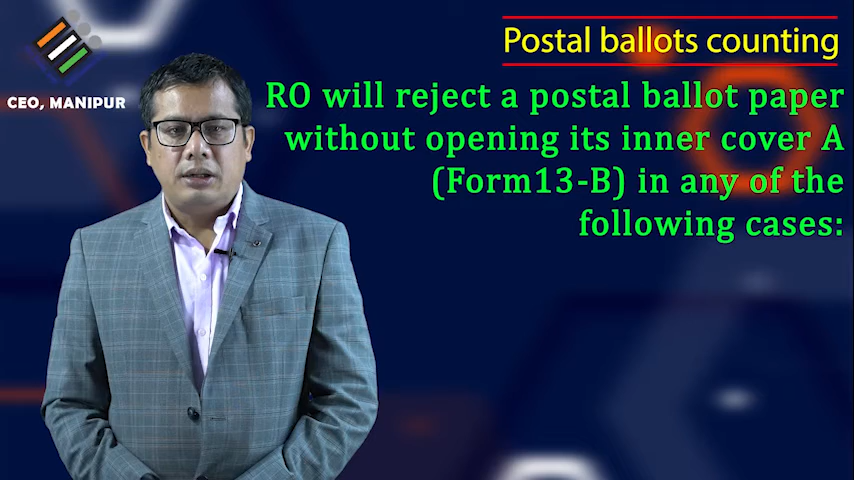 Postal ballots counting
CEO, MANIPUR
RO will reject a postal ballot paper
without opening its inner cover A
(Form13-B) in any of the
following cases: